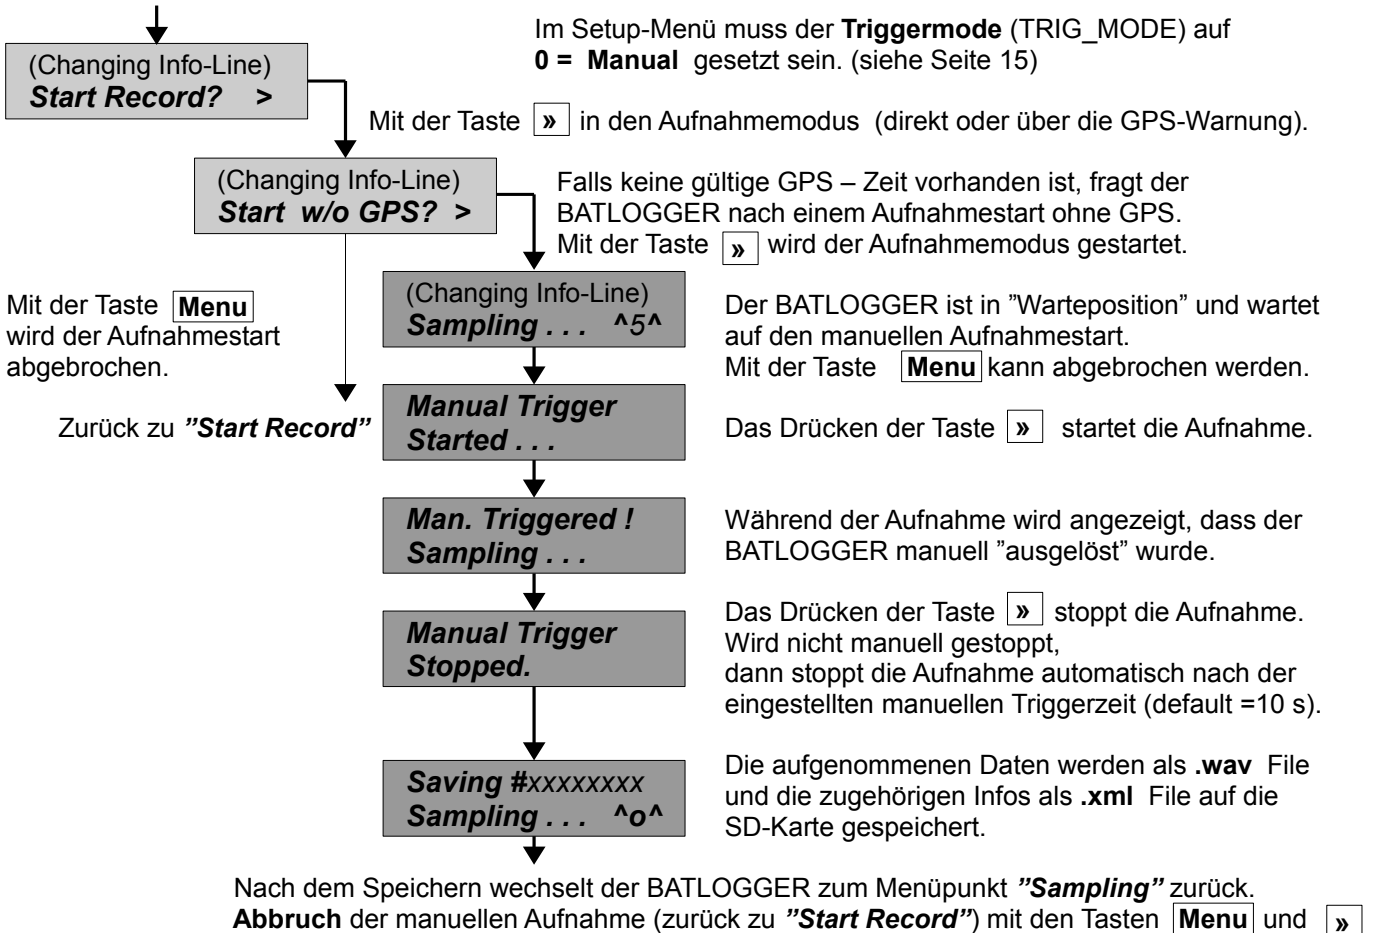 Im Setup-Menü muss der Triggermode (TRIG_MODE) auf
0 = Manual gesetzt sein. (siehe Seite 15)
(Changing Info-Line)
Start Record? >
Mit der Taste » in den Aufnahmemodus (direkt oder über die GPS-Warnung).
(Changing Info-Line)
Start w/o GPS? >
Falls keine gültige GPS – Zeit vorhanden ist, fragt der
BATLOGGER nach einem Aufnahmestart ohne GPS.
Mit der Taste » wird der Aufnahmemodus gestartet.
Mit der Taste Menu
wird der Aufnahmestart
abgebrochen.
Zurück zu ”Start Record”
(Changing Info-Line)
Sampling . . . ^5^
Der BATLOGGER ist in ”Warteposition” und wartet
auf den manuellen Aufnahmestart.
Mit der Taste Menu kann abgebrochen werden.
Manual Trigger
Started . . .
Das Drücken der Taste » startet die Aufnahme.
Man. Triggered !
Sampling . . .
Während der Aufnahme wird angezeigt, dass der
BATLOGGER manuell ”ausgelöst” wurde.
Manual Trigger
Stopped.
Das Drücken der Taste » stoppt die Aufnahme.
Wird nicht manuell gestoppt,
dann stoppt die Aufnahme automatisch nach der
eingestellten manuellen Triggerzeit (default =10 s).
Saving #xxxxxxxx
Sampling . . . ^o^
Die aufgenommenen Daten werden als .wav File
und die zugehörigen Infos als .xml File auf die
SD-Karte gespeichert.
Nach dem Speichern wechselt der BATLOGGER zum Menüpunkt ”Sampling” zurück.
Abbruch der manuellen Aufnahme (zurück zu ”Start Record”) mit den Tasten Menu und »